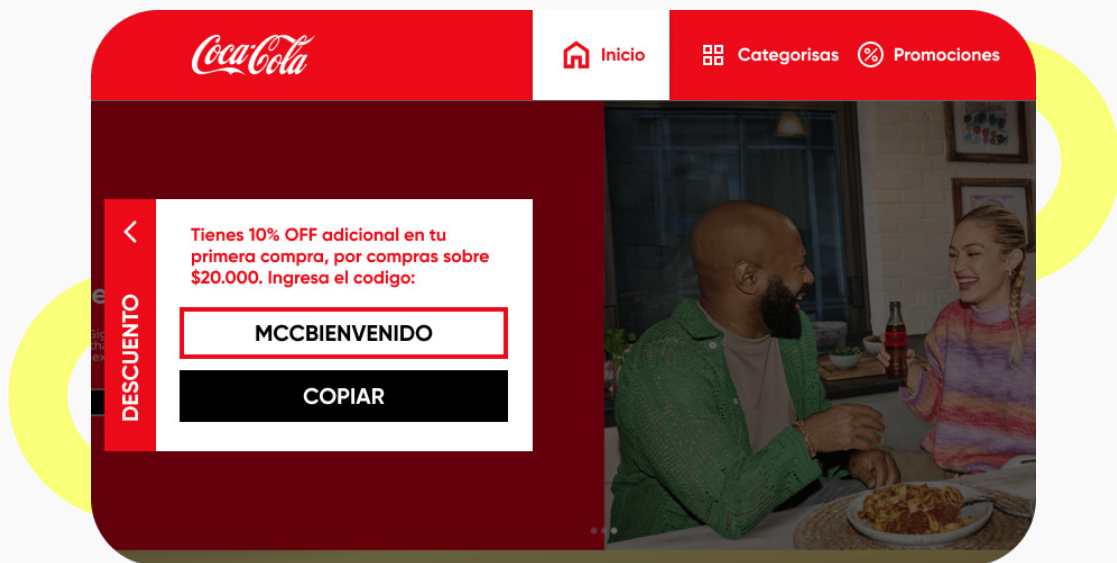 Coca-Cola
Inicio
Categorisas
Promociones
Tienes 10% OFF adicional en tu
primera compra, por compras sobre
$20.000. Ingresa el codigo:
MCCBIENVENIDO
COPIAR
DESCUENTO